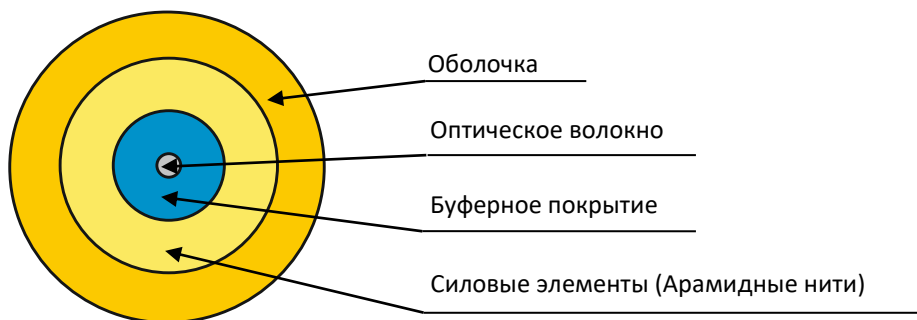 Оболочка
Оптическое волокно
Буферное покрытие
Силовые элементы (Арамидные нити)